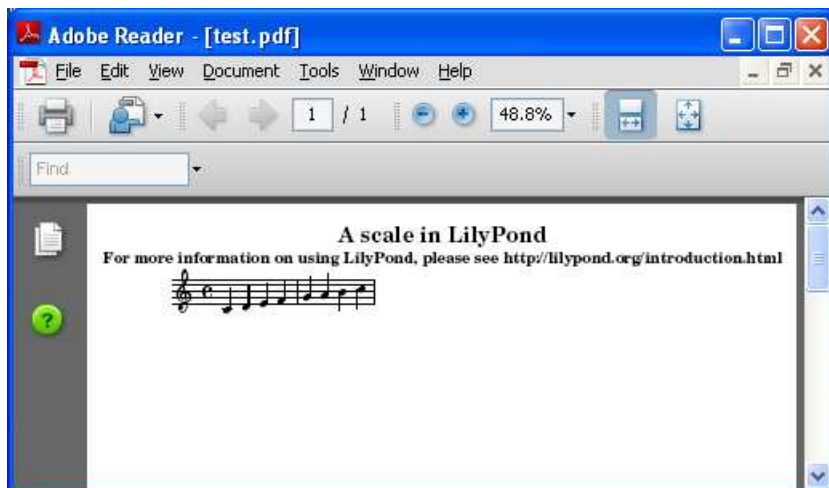 Adobe Reader - [test.pdf]
File Edit View Document Tools Window Help
1 / 1 48.8%
Find
A scale in LilyPond
For more information on using LilyPond, please see http://lilypond.org/introduction.html